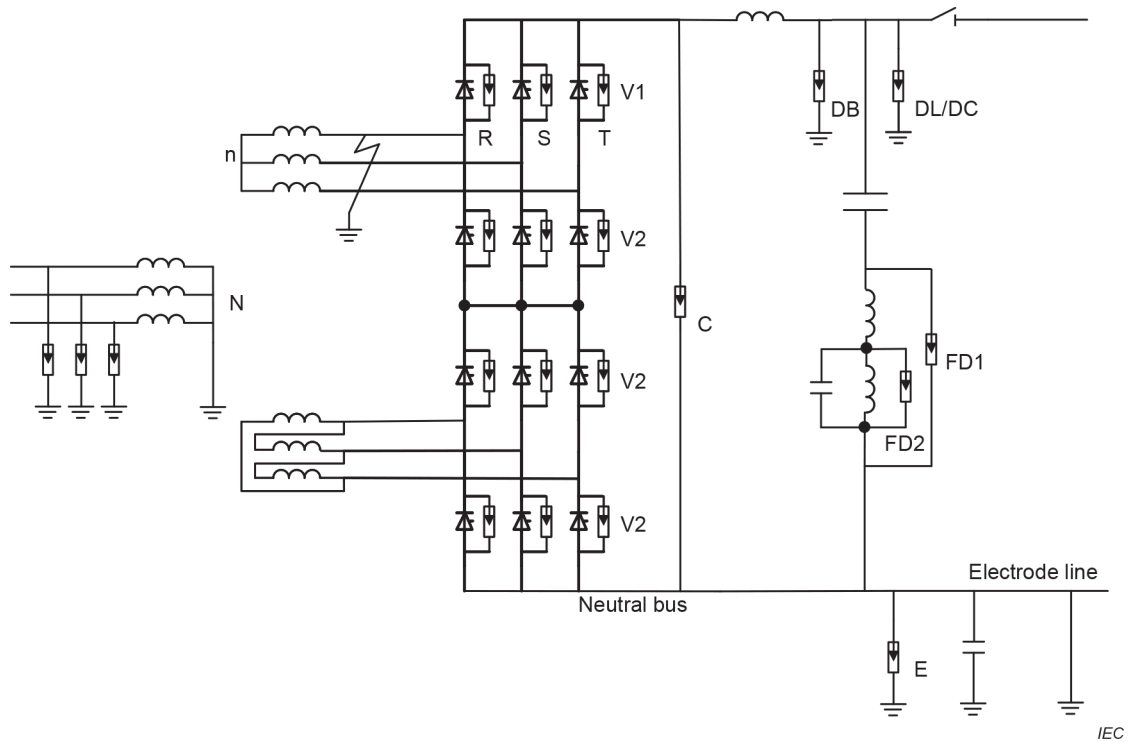 DB
DL/DC
V1
R
S
T
n
V2
N
C
V2
FD1
FD2
V2
Electrode line
Neutral bus
E
IEC